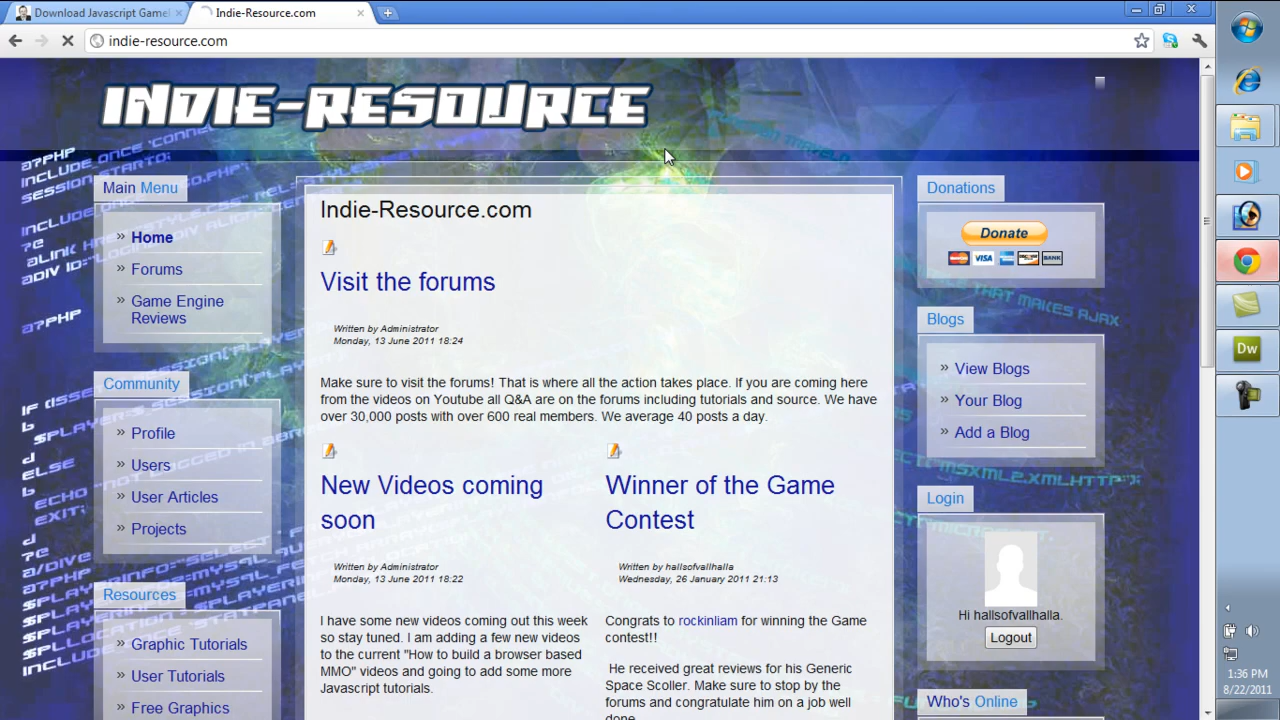 Download Javascript Game
Indie-Resource.com
indie-resource.com
INDIE-RESOURCE
Main Menu
Home
Forums
Game Engine
Reviews
Community
Profile
Users
User Articles
Projects
Resources
Graphic Tutorials
User Tutorials
Free Graphics
Indie-Resource.com
Visit the forums
Written by Administrator
Monday, 13 June 2011 18:24
Make sure to visit the forums! That is where all the action takes place. If you are coming here
from the videos on Youtube all Q&A are on the forums including tutorials and source. We have
over 30,000 posts with over 600 real members. We average 40 posts a day.
New Videos coming
soon
Written by Administrator
Monday, 13 June 2011 18:22
I have some new videos coming out this week
so stay tuned. I am adding a few new videos
to the current "How to build a browser based
MMO" videos and going to add some more
Javascript tutorials.
Winner of the Game
Contest
Written by hallsofvallhalla
Wednesday, 26 January 2011 21:13
Congrats to rockinliam for winning the Game
contest!!
He received great reviews for his Generic
Space Scoller. Make sure to stop by the
forums and congratulate him on a job well
done
Donations
Donate
VISA
BANK
Blogs
View Blogs
Your Blog
Add a Blog
Login
Hi hallsofvallhalla.
Logout
Who's Online
Dw
1:36 PM
8/22/2011